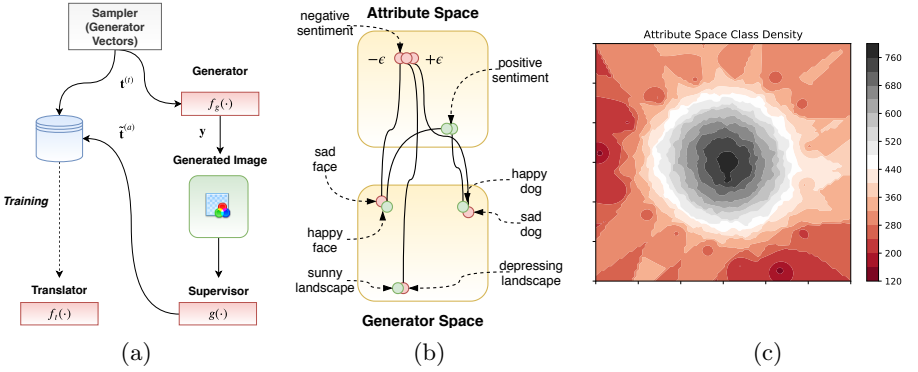 Sampler
(Generator
Vectors)
t^(t)
Generator
f_g(·)
t̃^(a)
y
Generated Image
Training
Translator
f_t(·)
Supervisor
g(·)
(a)
negative
sentiment
Attribute Space
−ϵ
+ϵ
positive
sentiment
sad
face
happy
dog
happy
face
sad
dog
sunny
landscape
depressing
landscape
Generator Space
(b)
Attribute Space Class Density
760
680
600
520
440
360
280
200
120
(c)